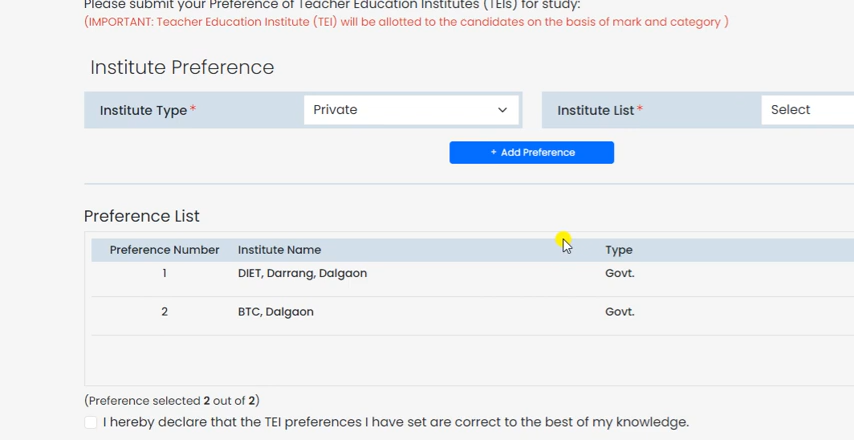 Please submit your Preference of Teacher Education Institutes (TEIs) for study:
(IMPORTANT: Teacher Education Institute (TEI) will be allotted to the candidates on the basis of mark and category )
Institute Preference
Institute Type * Private Institute List * Select
+ Add Preference
Preference List
Preference Number Institute Name Type
1 DIET, Darrang, Dalgaon Govt.
2 BTC, Dalgaon Govt.
(Preference selected 2 out of 2)
I hereby declare that the TEI preferences I have set are correct to the best of my knowledge.